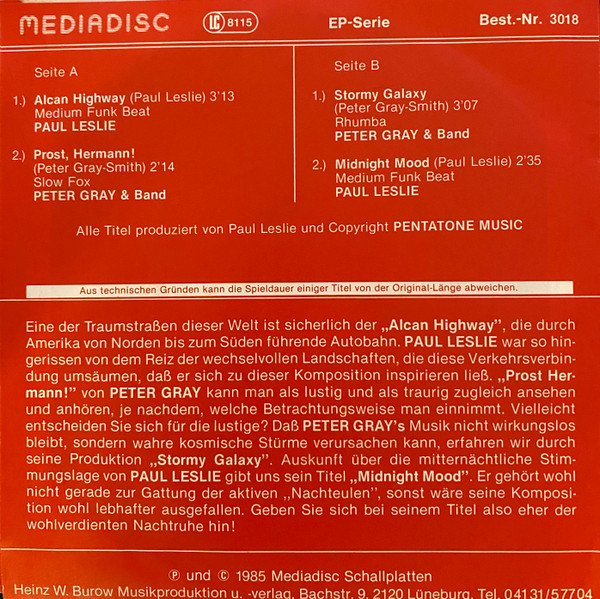 MEDIADISC LC 8115 EP-Serie Best.-Nr. 3018
Seite A
1.) Alcan Highway (Paul Leslie) 3'13
Medium Funk Beat
PAUL LESLIE
2.) Prost, Hermann!
(Peter Gray-Smith) 2'14
Slow Fox
PETER GRAY & Band
Seite B
1.) Stormy Galaxy
(Peter Gray-Smith) 3'07
Rhumba
PETER GRAY & Band
2.) Midnight Mood (Paul Leslie) 2'35
Medium Funk Beat
PAUL LESLIE
Alle Titel produziert von Paul Leslie und Copyright PENTATONE MUSIC
Aus technischen Gründen kann die Spieldauer einiger Titel von der Original-Länge abweichen.
Eine der Traumstraßen dieser Welt ist sicherlich der „Alcan Highway", die durch
Amerika von Norden bis zum Süden führende Autobahn. PAUL LESLIE war so hin-
gerissen von dem Reiz der wechselvollen Landschaften, die diese Verkehrsverbin-
dung umsäumen, daß er sich zu dieser Komposition inspirieren ließ. „Prost Her-
mann!" von PETER GRAY kann man als lustig und als traurig zugleich ansehen
und anhören, je nachdem, welche Betrachtungsweise man einnimmt. Vielleicht
entscheiden Sie sich für die lustige? Daß PETER GRAY's Musik nicht wirkungslos
bleibt, sondern wahre kosmische Stürme verursachen kann, erfahren wir durch
seine Produktion „Stormy Galaxy". Auskunft über die mitternächtliche Stim-
mungslage von PAUL LESLIE gibt uns sein Titel „Midnight Mood". Er gehört wohl
nicht gerade zur Gattung der aktiven „Nachteulen", sonst wäre seine Komposi-
tion wohl lebhafter ausgefallen. Geben Sie sich bei seinem Titel also eher der
wohlverdienten Nachtruhe hin!
Ⓟ und © 1985 Mediadisc Schallplatten
Heinz W. Burow Musikproduktion u. -verlag, Bachstr. 9, 2120 Lüneburg, Tel. 04131/57704